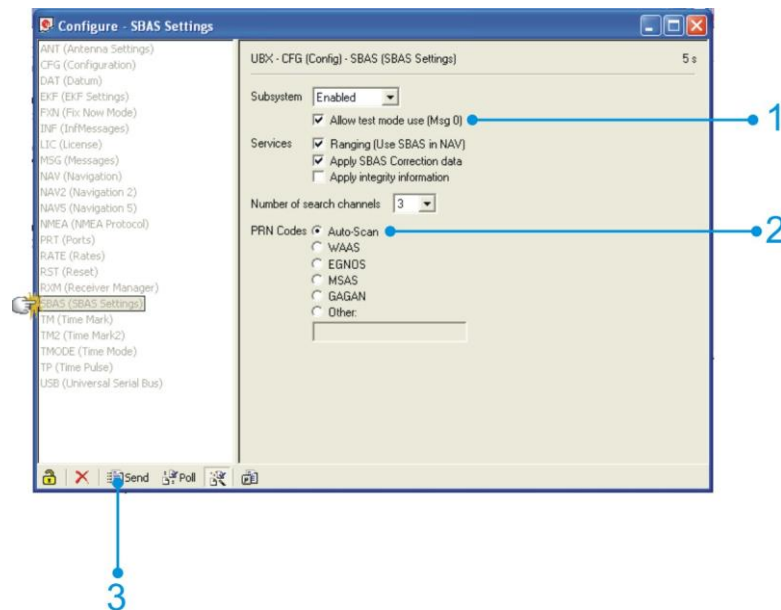 Configure - SBAS Settings
ANT (Antenna Settings)
CFG (Configuration)
DAT (Datum)
EKF (EKF Settings)
FXN (Fix Now Mode)
INF (InfMessages)
LIC (License)
MSG (Messages)
NAV (Navigation)
NAV2 (Navigation 2)
NAV5 (Navigation 5)
NMEA (NMEA Protocol)
PRT (Ports)
RATE (Rates)
RST (Reset)
RXM (Receiver Manager)
SBAS (SBAS Settings)
TM (Time Mark)
TM2 (Time Mark2)
TMODE (Time Mode)
TP (Time Pulse)
USB (Universal Serial Bus)
UBX - CFG (Config) - SBAS (SBAS Settings) 5 s
Subsystem Enabled
Allow test mode use (Msg 0) 1
Services Ranging (Use SBAS in NAV)
Apply SBAS Correction data
Apply integrity information
Number of search channels 3
PRN Codes Auto-Scan 2
WAAS
EGNOS
MSAS
GAGAN
Other:
Send Poll
3